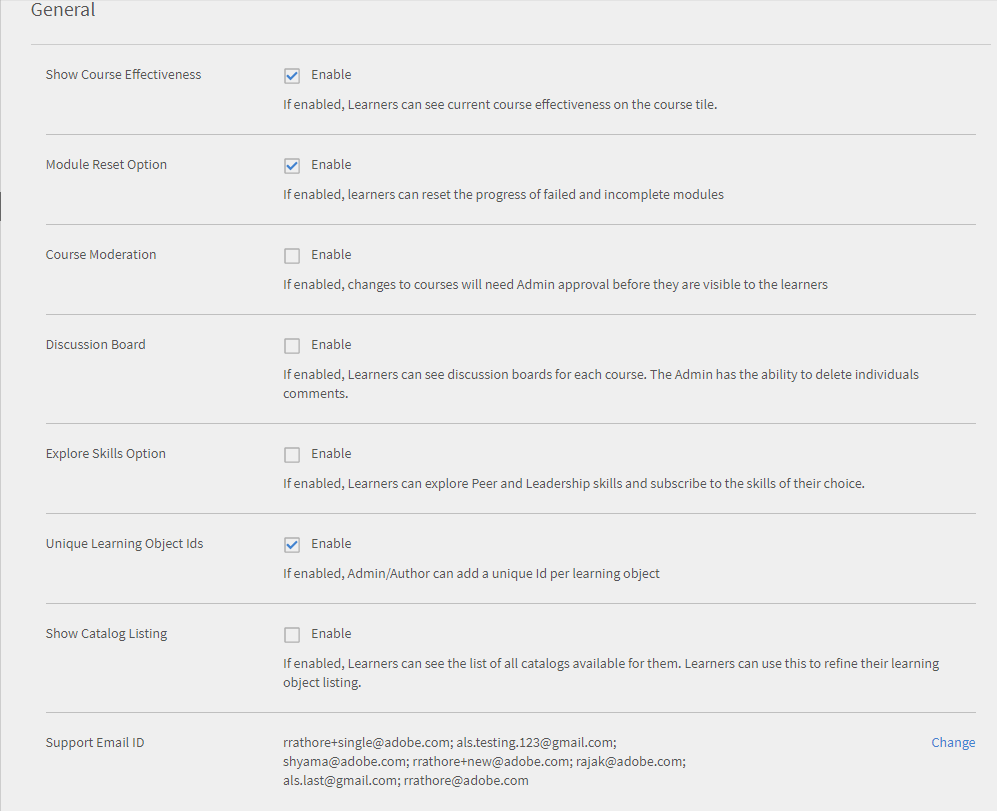 General
Show Course Effectiveness
Enable
If enabled, Learners can see current course effectiveness on the course tile.
Module Reset Option
Enable
If enabled, learners can reset the progress of failed and incomplete modules
Course Moderation
Enable
If enabled, changes to courses will need Admin approval before they are visible to the learners
Discussion Board
Enable
If enabled, Learners can see discussion boards for each course. The Admin has the ability to delete individuals
comments.
Explore Skills Option
Enable
If enabled, Learners can explore Peer and Leadership skills and subscribe to the skills of their choice.
Unique Learning Object Ids
Enable
If enabled, Admin/Author can add a unique Id per learning object
Show Catalog Listing
Enable
If enabled, Learners can see the list of all catalogs available for them. Learners can use this to refine their learning
object listing.
Support Email ID
rrathore+single@adobe.com; als.testing.123@gmail.com;
Change
shyama@adobe.com; rrathore+new@adobe.com; rajak@adobe.com;
als.last@gmail.com; rrathore@adobe.com